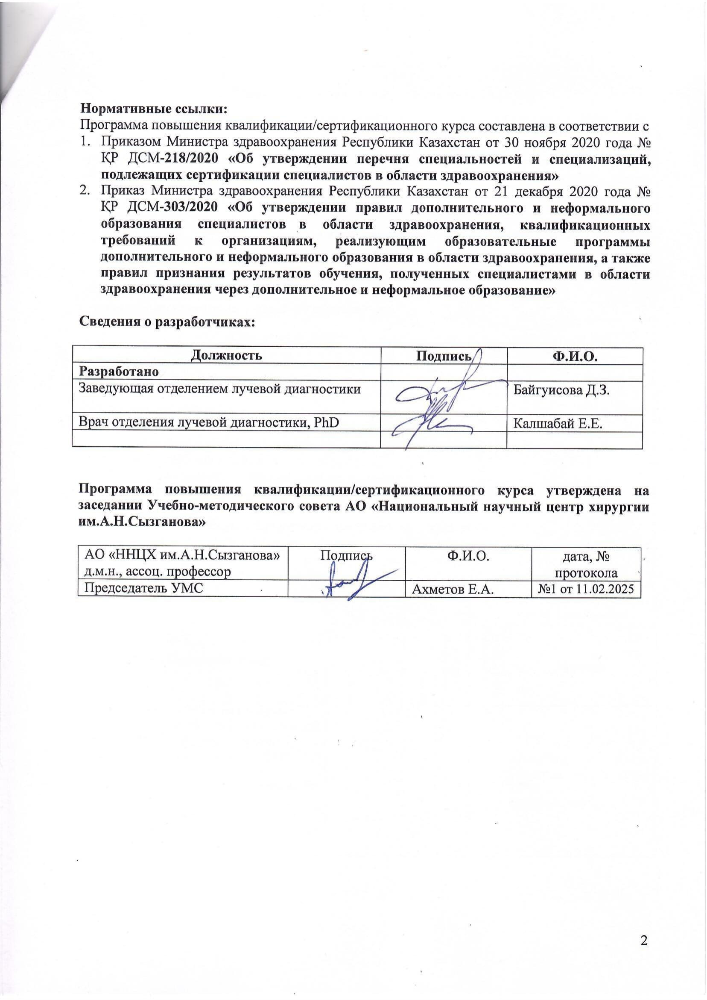 Нормативные ссылки:
Программа повышения квалификации/сертификационного курса составлена в соответствии с
1. Приказом Министра здравоохранения Республики Казахстан от 30 ноября 2020 года №
ҚР ДСМ-218/2020 «Об утверждении перечня специальностей и специализаций,
подлежащих сертификации специалистов в области здравоохранения»
2. Приказ Министра здравоохранения Республики Казахстан от 21 декабря 2020 года №
ҚР ДСМ-303/2020 «Об утверждении правил дополнительного и неформального
образования специалистов в области здравоохранения, квалификационных
требований к организациям, реализующим образовательные программы
дополнительного и неформального образования в области здравоохранения, а также
правил признания результатов обучения, полученных специалистами в области
здравоохранения через дополнительное и неформальное образование»
Сведения о разработчиках:
Должность Подпись Ф.И.О.
Разработано
Заведующая отделением лучевой диагностики Байгуисова Д.З.
Врач отделения лучевой диагностики, PhD Калшабай Е.Е.
Программа повышения квалификации/сертификационного курса утверждена на
заседании Учебно-методического совета АО «Национальный научный центр хирургии
им.А.Н.Сызганова»
АО «ННЦХ им.А.Н.Сызганова» Подпись Ф.И.О. дата, №
д.м.н., ассоц. профессор протокола
Председатель УМС Ахметов Е.А. №1 от 11.02.2025
2